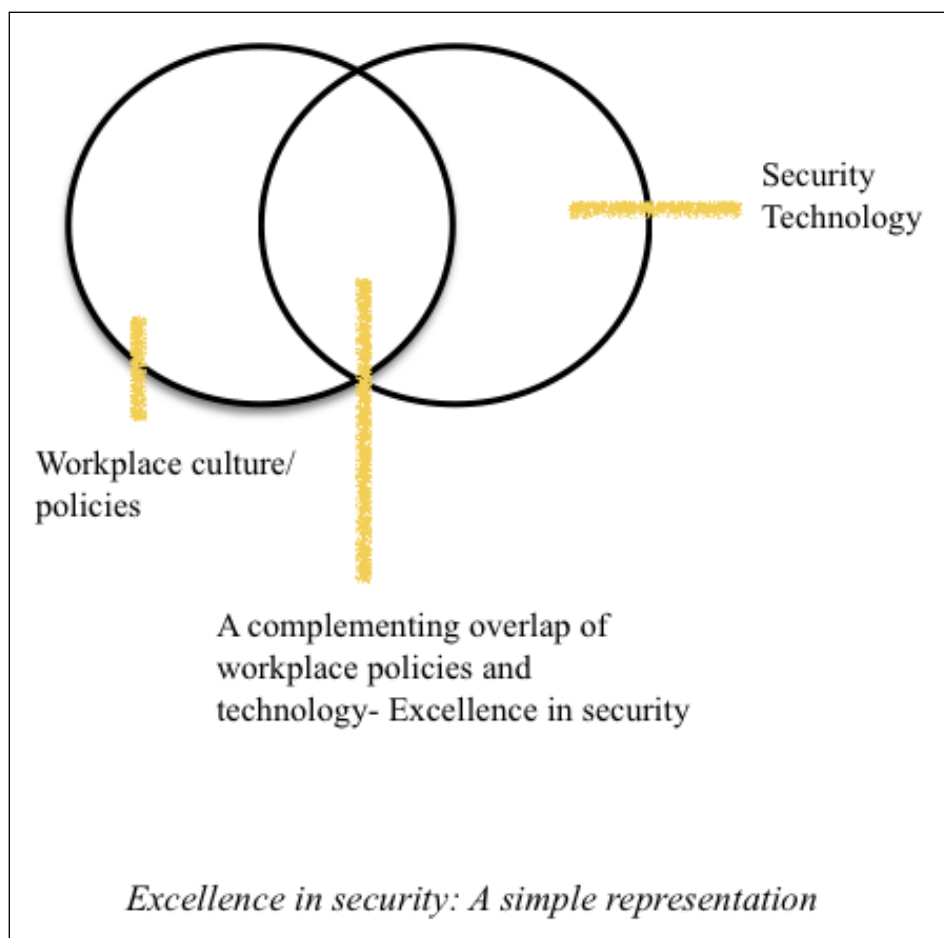 Security
Technology
Workplace culture/
policies
A complementing overlap of
workplace policies and
technology- Excellence in security
Excellence in security: A simple representation